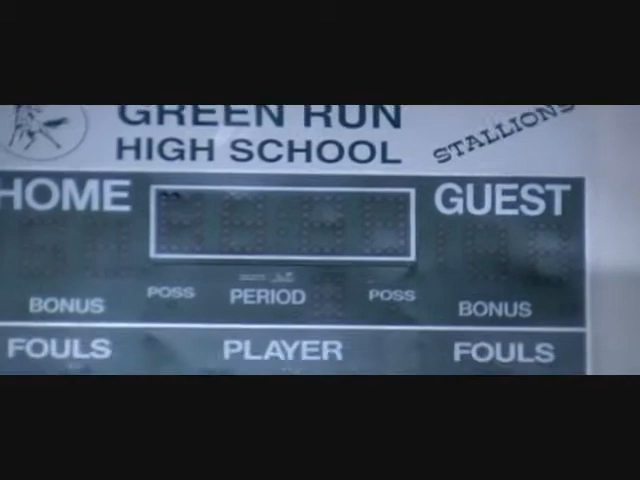 GREEN RUN
HIGH SCHOOL
STALLIONS
HOME
GUEST
POSS PERIOD POSS
BONUS BONUS
FOULS PLAYER FOULS